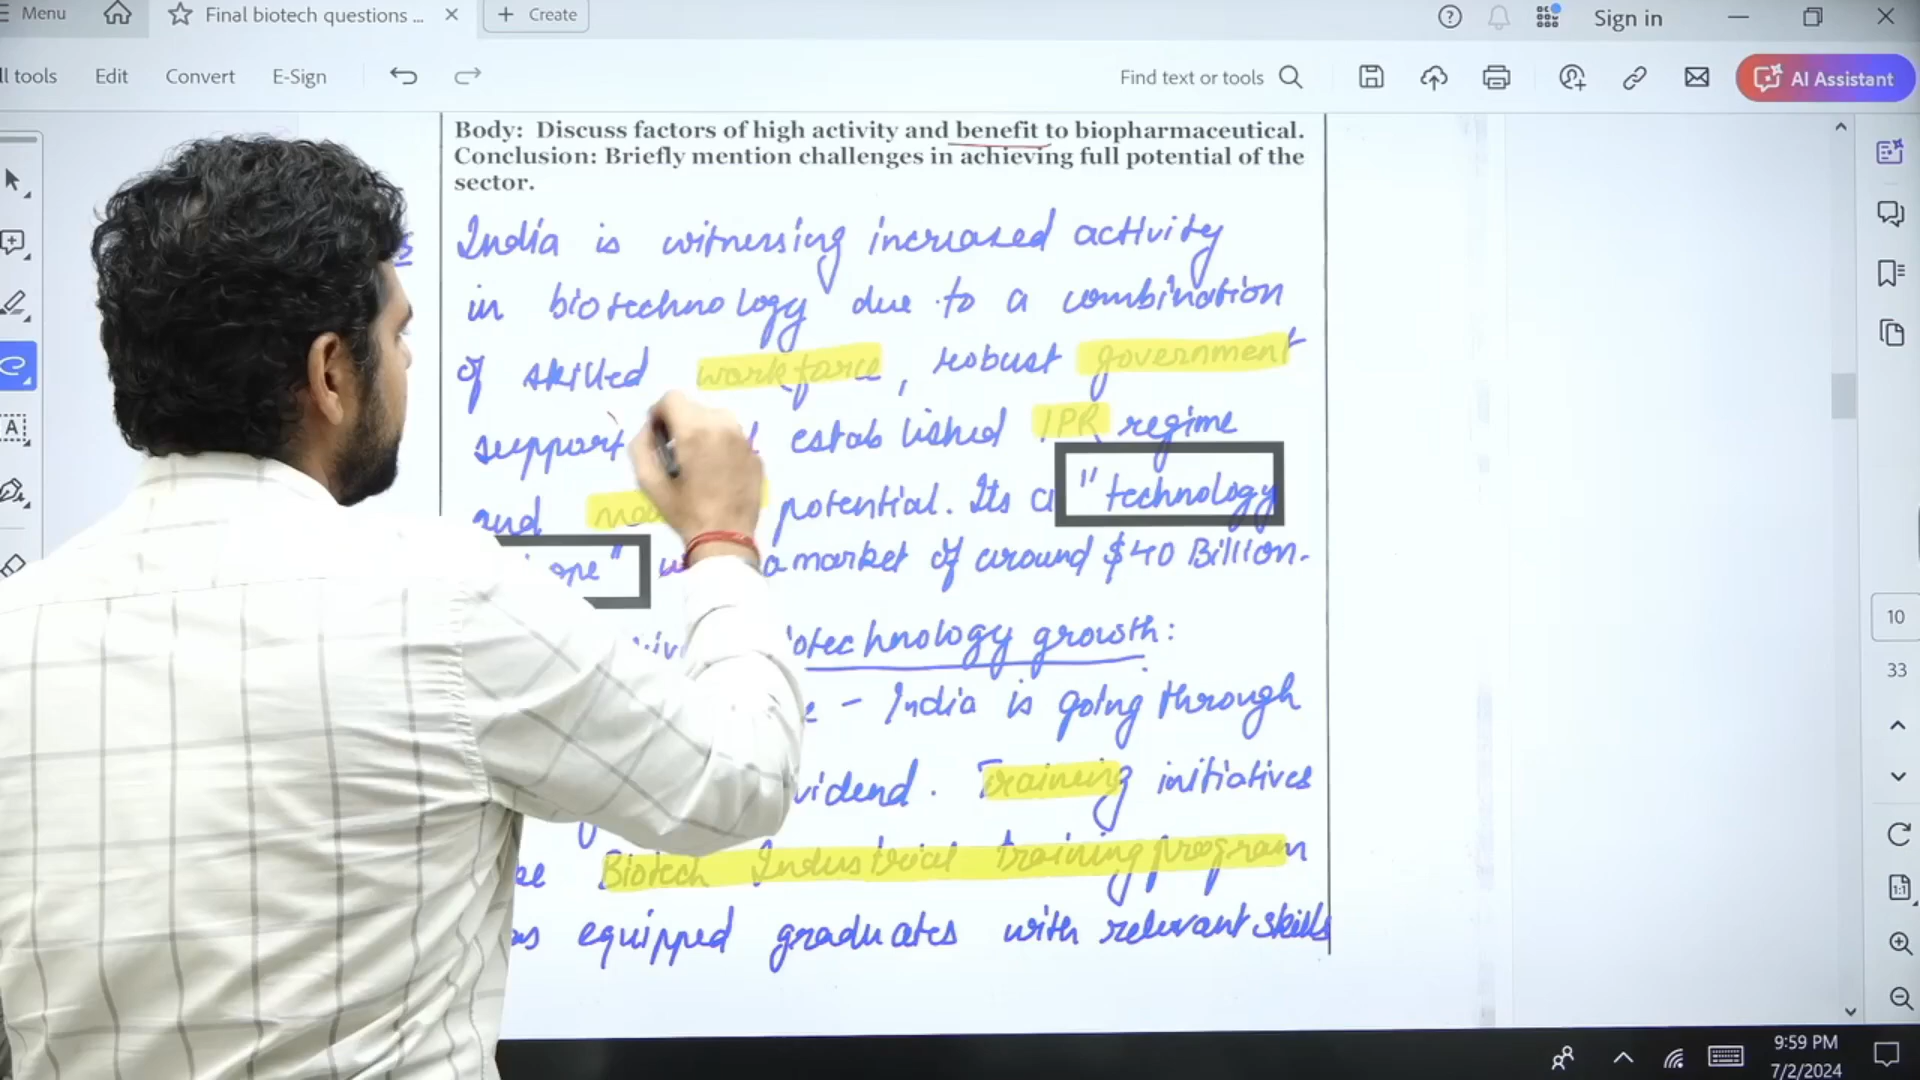 Menu
Final biotech questions ...
Create
Sign in
ll tools
Edit
Convert
E-Sign
Find text or tools
AI Assistant
Body: Discuss factors of high activity and benefit to biopharmaceutical.
Conclusion: Briefly mention challenges in achieving full potential of the
sector.
India is witnessing increased activity
in biotechnology due to a combination
of skilled workforce, robust government
support established IPR regime
and potential. Its a "technology
a market of around $40 Billion.
otechnology growth:
- India is going through
vidend. Training initiatives
Biotech Industrial training program
as equipped graduates with relevant skills
10
33
1:1
9:59 PM
7/2/2024